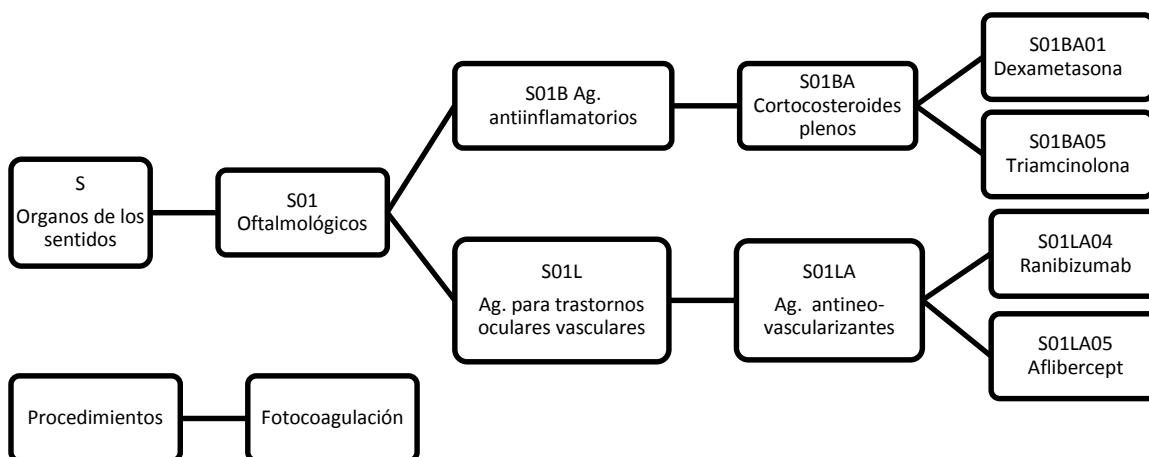 S
Organos de los
sentidos
S01
Oftalmológicos
S01B Ag.
antiinflamatorios
S01BA
Cortocosteroides
plenos
S01BA01
Dexametasona
S01BA05
Triamcinolona
S01L
Ag. para trastornos
oculares vasculares
S01LA
Ag. antineo-
vascularizantes
S01LA04
Ranibizumab
S01LA05
Aflibercept
Procedimientos
Fotocoagulación